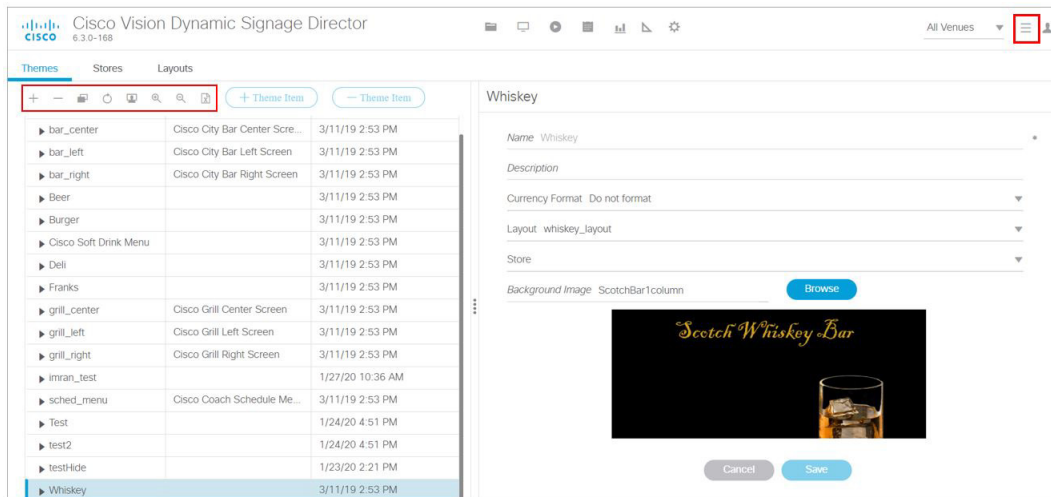 CISCO
Cisco Vision Dynamic Signage Director
6.3.0-168
All Venues
Themes Stores Layouts
+ Theme Item
— Theme Item
bar_center Cisco City Bar Center Scre... 3/11/19 2:53 PM
bar_left Cisco City Bar Left Screen 3/11/19 2:53 PM
bar_right Cisco City Bar Right Screen 3/11/19 2:53 PM
Beer 3/11/19 2:53 PM
Burger 3/11/19 2:53 PM
Cisco Soft Drink Menu 3/11/19 2:53 PM
Deli 3/11/19 2:53 PM
Franks 3/11/19 2:53 PM
grill_center Cisco Grill Center Screen 3/11/19 2:53 PM
grill_left Cisco Grill Left Screen 3/11/19 2:53 PM
grill_right Cisco Grill Right Screen 3/11/19 2:53 PM
imran_test 1/27/20 10:36 AM
sched_menu Cisco Coach Schedule Me... 3/11/19 2:53 PM
Test 1/24/20 4:51 PM
test2 1/24/20 4:51 PM
testHide 1/23/20 2:21 PM
Whiskey 3/11/19 2:53 PM
Whiskey
Name Whiskey
Description
Currency Format Do not format
Layout whiskey_layout
Store
Background Image ScotchBar1column Browse
Scotch Whiskey Bar
Cancel Save